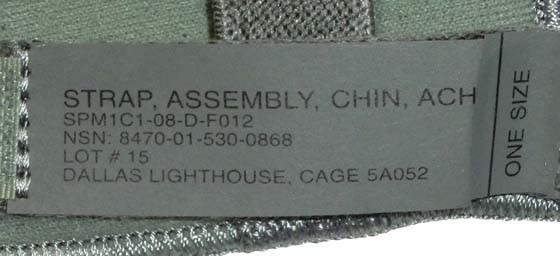 STRAP, ASSEMBLY, CHIN, ACH
SPM1C1-08-D-F012
NSN: 8470-01-530-0868
LOT # 15
DALLAS LIGHTHOUSE, CAGE 5A052
ONE SIZE